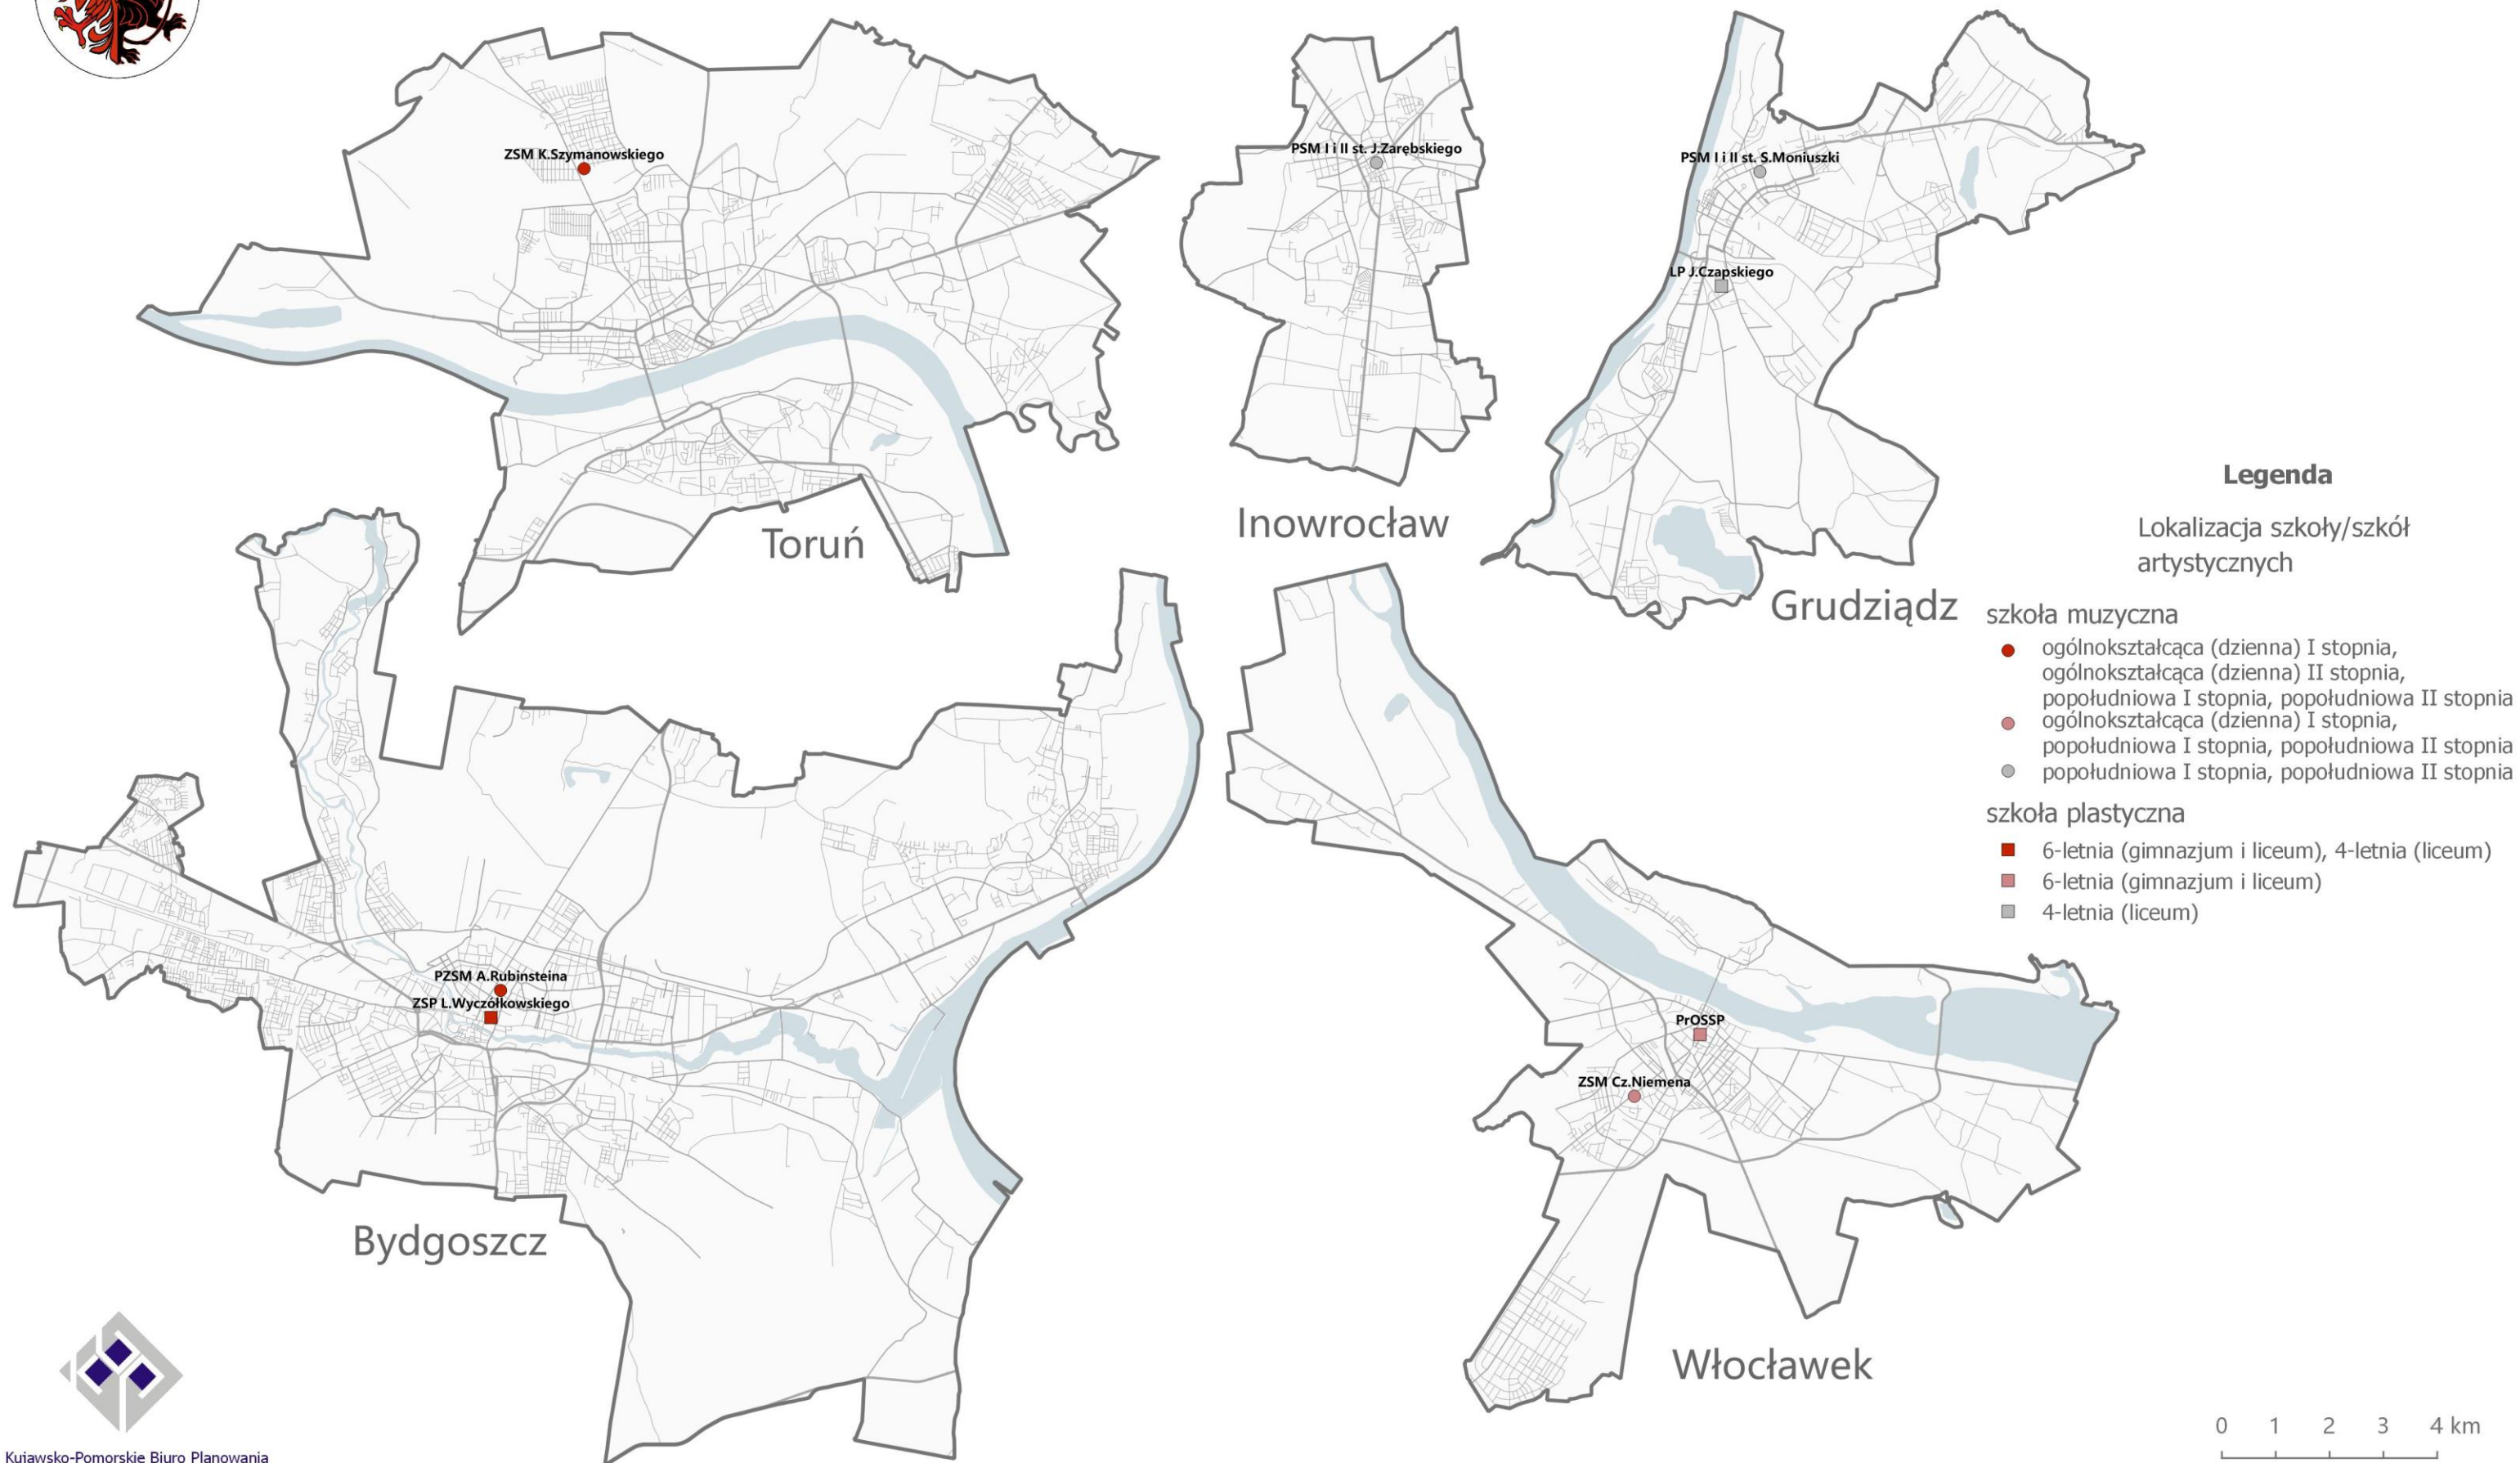 ZSM K.Szymanowskiego
PSM I i II st. J.Zarębskiego
PSM I i II st. S.Moniuszki
LP J.Czapskiego
Toruń
Inowrocław
Grudziądz
Legenda
Lokalizacja szkoły/szkół
artystycznych
szkoła muzyczna
ogólnokształcąca (dzienna) I stopnia,
ogólnokształcąca (dzienna) II stopnia,
popołudniowa I stopnia, popołudniowa II stopnia
ogólnokształcąca (dzienna) I stopnia,
popołudniowa I stopnia, popołudniowa II stopnia
popołudniowa I stopnia, popołudniowa II stopnia
szkoła plastyczna
6-letnia (gimnazjum i liceum), 4-letnia (liceum)
6-letnia (gimnazjum i liceum)
4-letnia (liceum)
PZSM A.Rubinsteina
ZSP L.Wyczółkowskiego
PrOSSP
ZSM Cz.Niemena
Bydgoszcz
Włocławek
0 1 2 3 4 km
Kujawsko-Pomorskie Biuro Planowania